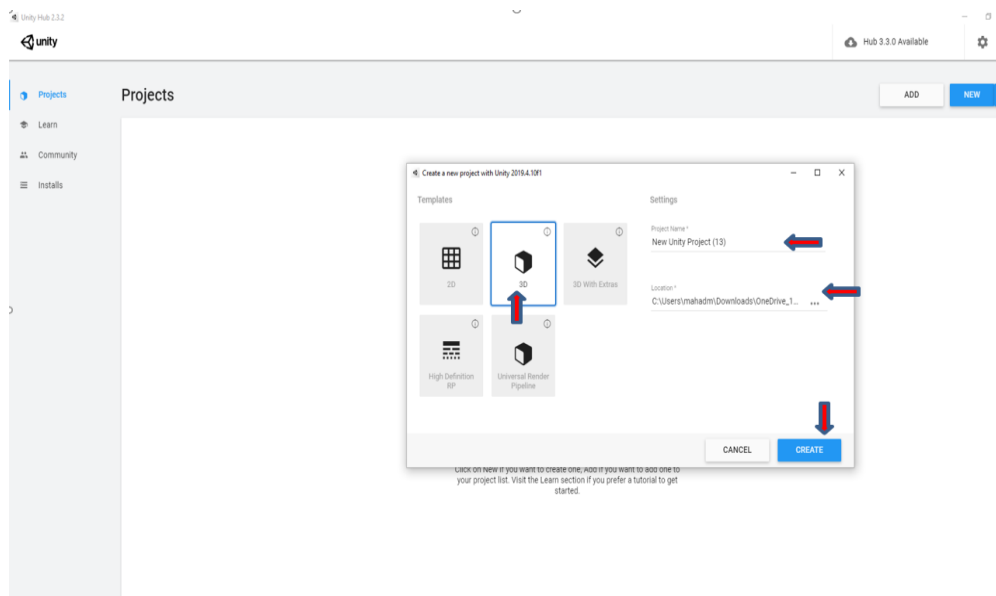 Unity Hub 2.3.2
unity
Hub 3.3.0 Available
Projects
Learn
Community
Installs
Projects
ADD
NEW
Create a new project with Unity 2019.4.10f1
Templates
Settings
2D
3D
3D With Extras
High Definition
RP
Universal Render
Pipeline
Project Name *
New Unity Project (13)
Location *
C:\Users\mahadm\Downloads\OneDrive_1...
CANCEL
CREATE
Click on New if you want to create one, Add if you want to add one to
your project list. Visit the Learn section if you prefer a tutorial to get
started.